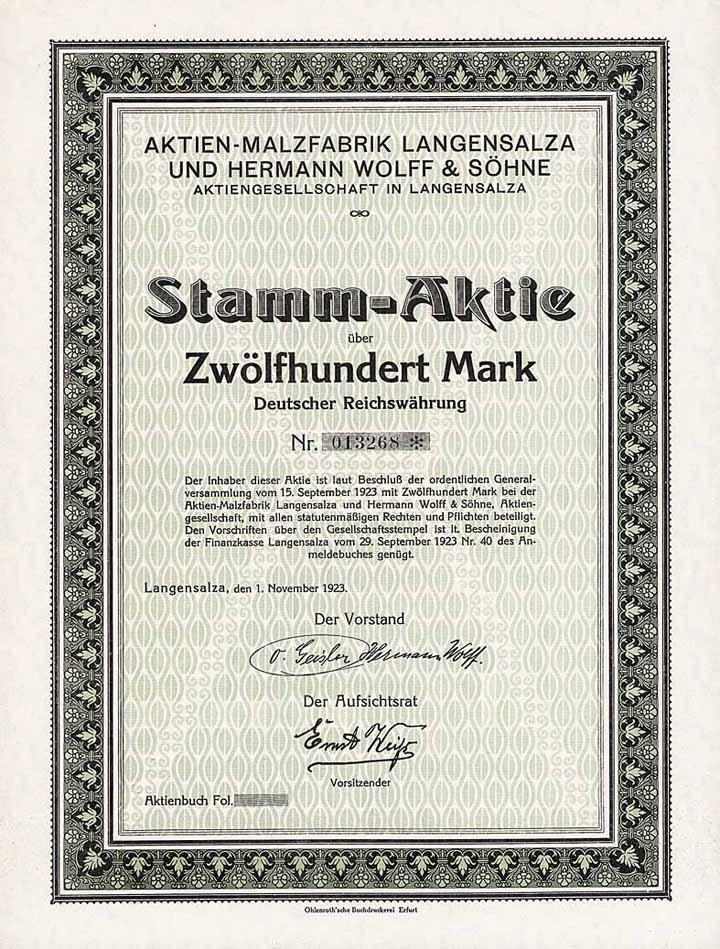 AKTIEN-MALZFABRIK LANGENSALZA
UND HERMANN WOLFF & SÖHNE
AKTIENGESELLSCHAFT IN LANGENSALZA
Stamm-Aktie
über
Zwölfhundert Mark
Deutscher Reichswährung
Nr. 013268 *
Der Inhaber dieser Aktie ist laut Beschluß der ordentlichen General-
versammlung vom 15. September 1923 mit Zwölfhundert Mark bei der
Aktien-Malzfabrik Langensalza und Hermann Wolff & Söhne, Aktien-
gesellschaft, mit allen statutenmäßigen Rechten und Pflichten beteiligt.
Den Vorschriften über den Gesellschaftsstempel ist lt. Bescheinigung
der Finanzkasse Langensalza vom 29. September 1923 Nr. 40 des An-
meldebuches genügt.
Langensalza, den 1. November 1923.
Der Vorstand
O. Geisler Hermann Wolff.
Der Aufsichtsrat
Ernst Weiß
Vorsitzender
Aktienbuch Fol.
Ohlenroth'sche Buchdruckerei Erfurt